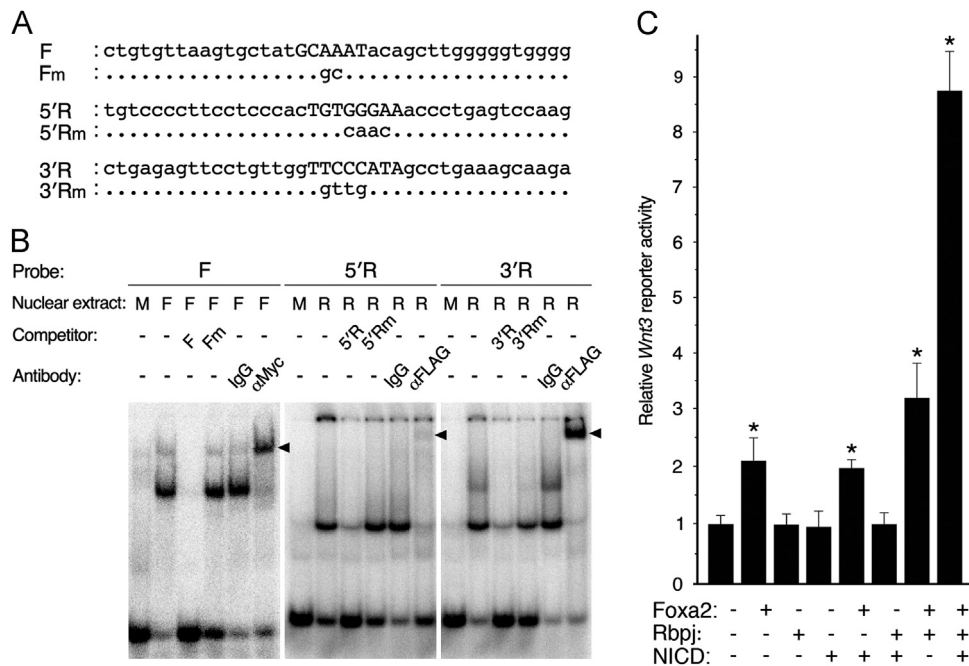 A
F : ctgtgttaagtgctatGCAAATacagcttgggggtgggg
Fm : ..................gc...................
5′R : tgtccccttcctcccacTGTGGGAAaccctgagtccaag
5′Rm : ....................caac...............
3′R : ctgagagttcctgttggTTCCCATAgcctgaaagcaaga
3′Rm : ..................gttg.................
B
Probe: F 5′R 3′R
Nuclear extract: M F F F F F M R R R R R M R R R R R
Competitor: - - F Fm - - - - 5′R 5′Rm - - - - 3′R 3′Rm - -
Antibody: - - - - IgG αMyc - - - - IgG αFLAG - - - - IgG αFLAG
C
Relative Wnt3 reporter activity
9
8
7
6
5
4
3
2
1
0
* * * *
Foxa2: - + - - + - + +
Rbpj: - - + - - + + +
NICD: - - - + + + - +